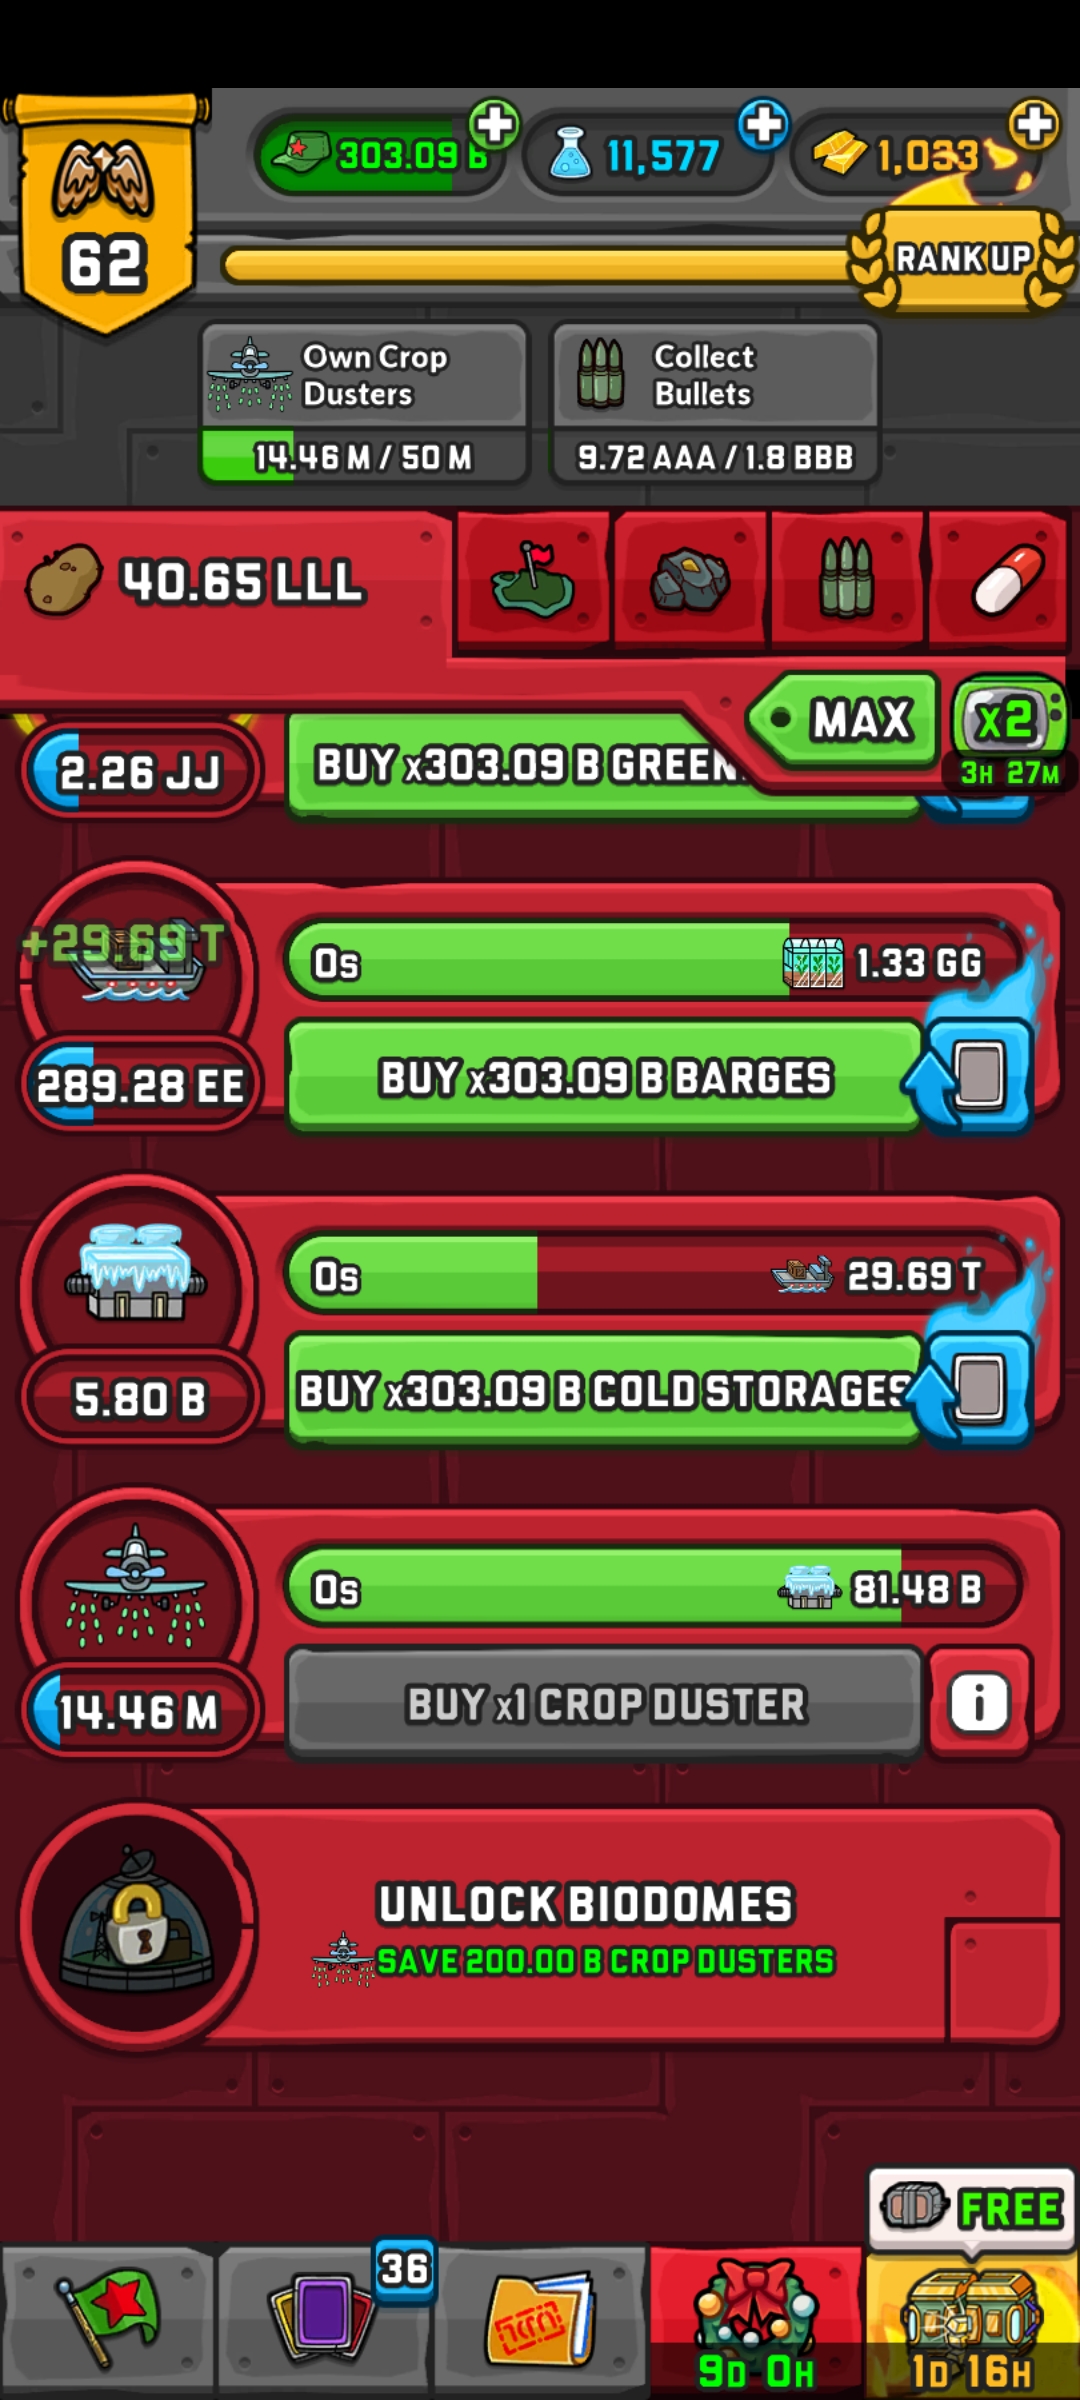 62
303.09 B
11,577
1,033
RANK UP
Own Crop
Dusters
14.46 M / 50 M
Collect
Bullets
9.72 AAA / 1.8 BBB
40.65 LLL
MAX
x2
3H 27M
2.26 JJ
BUY x303.09 B GREEN
+29.69 T
0s
1.33 GG
289.28 EE
BUY x303.09 B BARGES
0s
29.69 T
5.80 B
BUY x303.09 B COLD STORAGES
0s
81.48 B
14.46 M
BUY x1 CROP DUSTER
i
UNLOCK BIODOMES
SAVE 200.00 B CROP DUSTERS
FREE
36
9D 0H
1D 16H